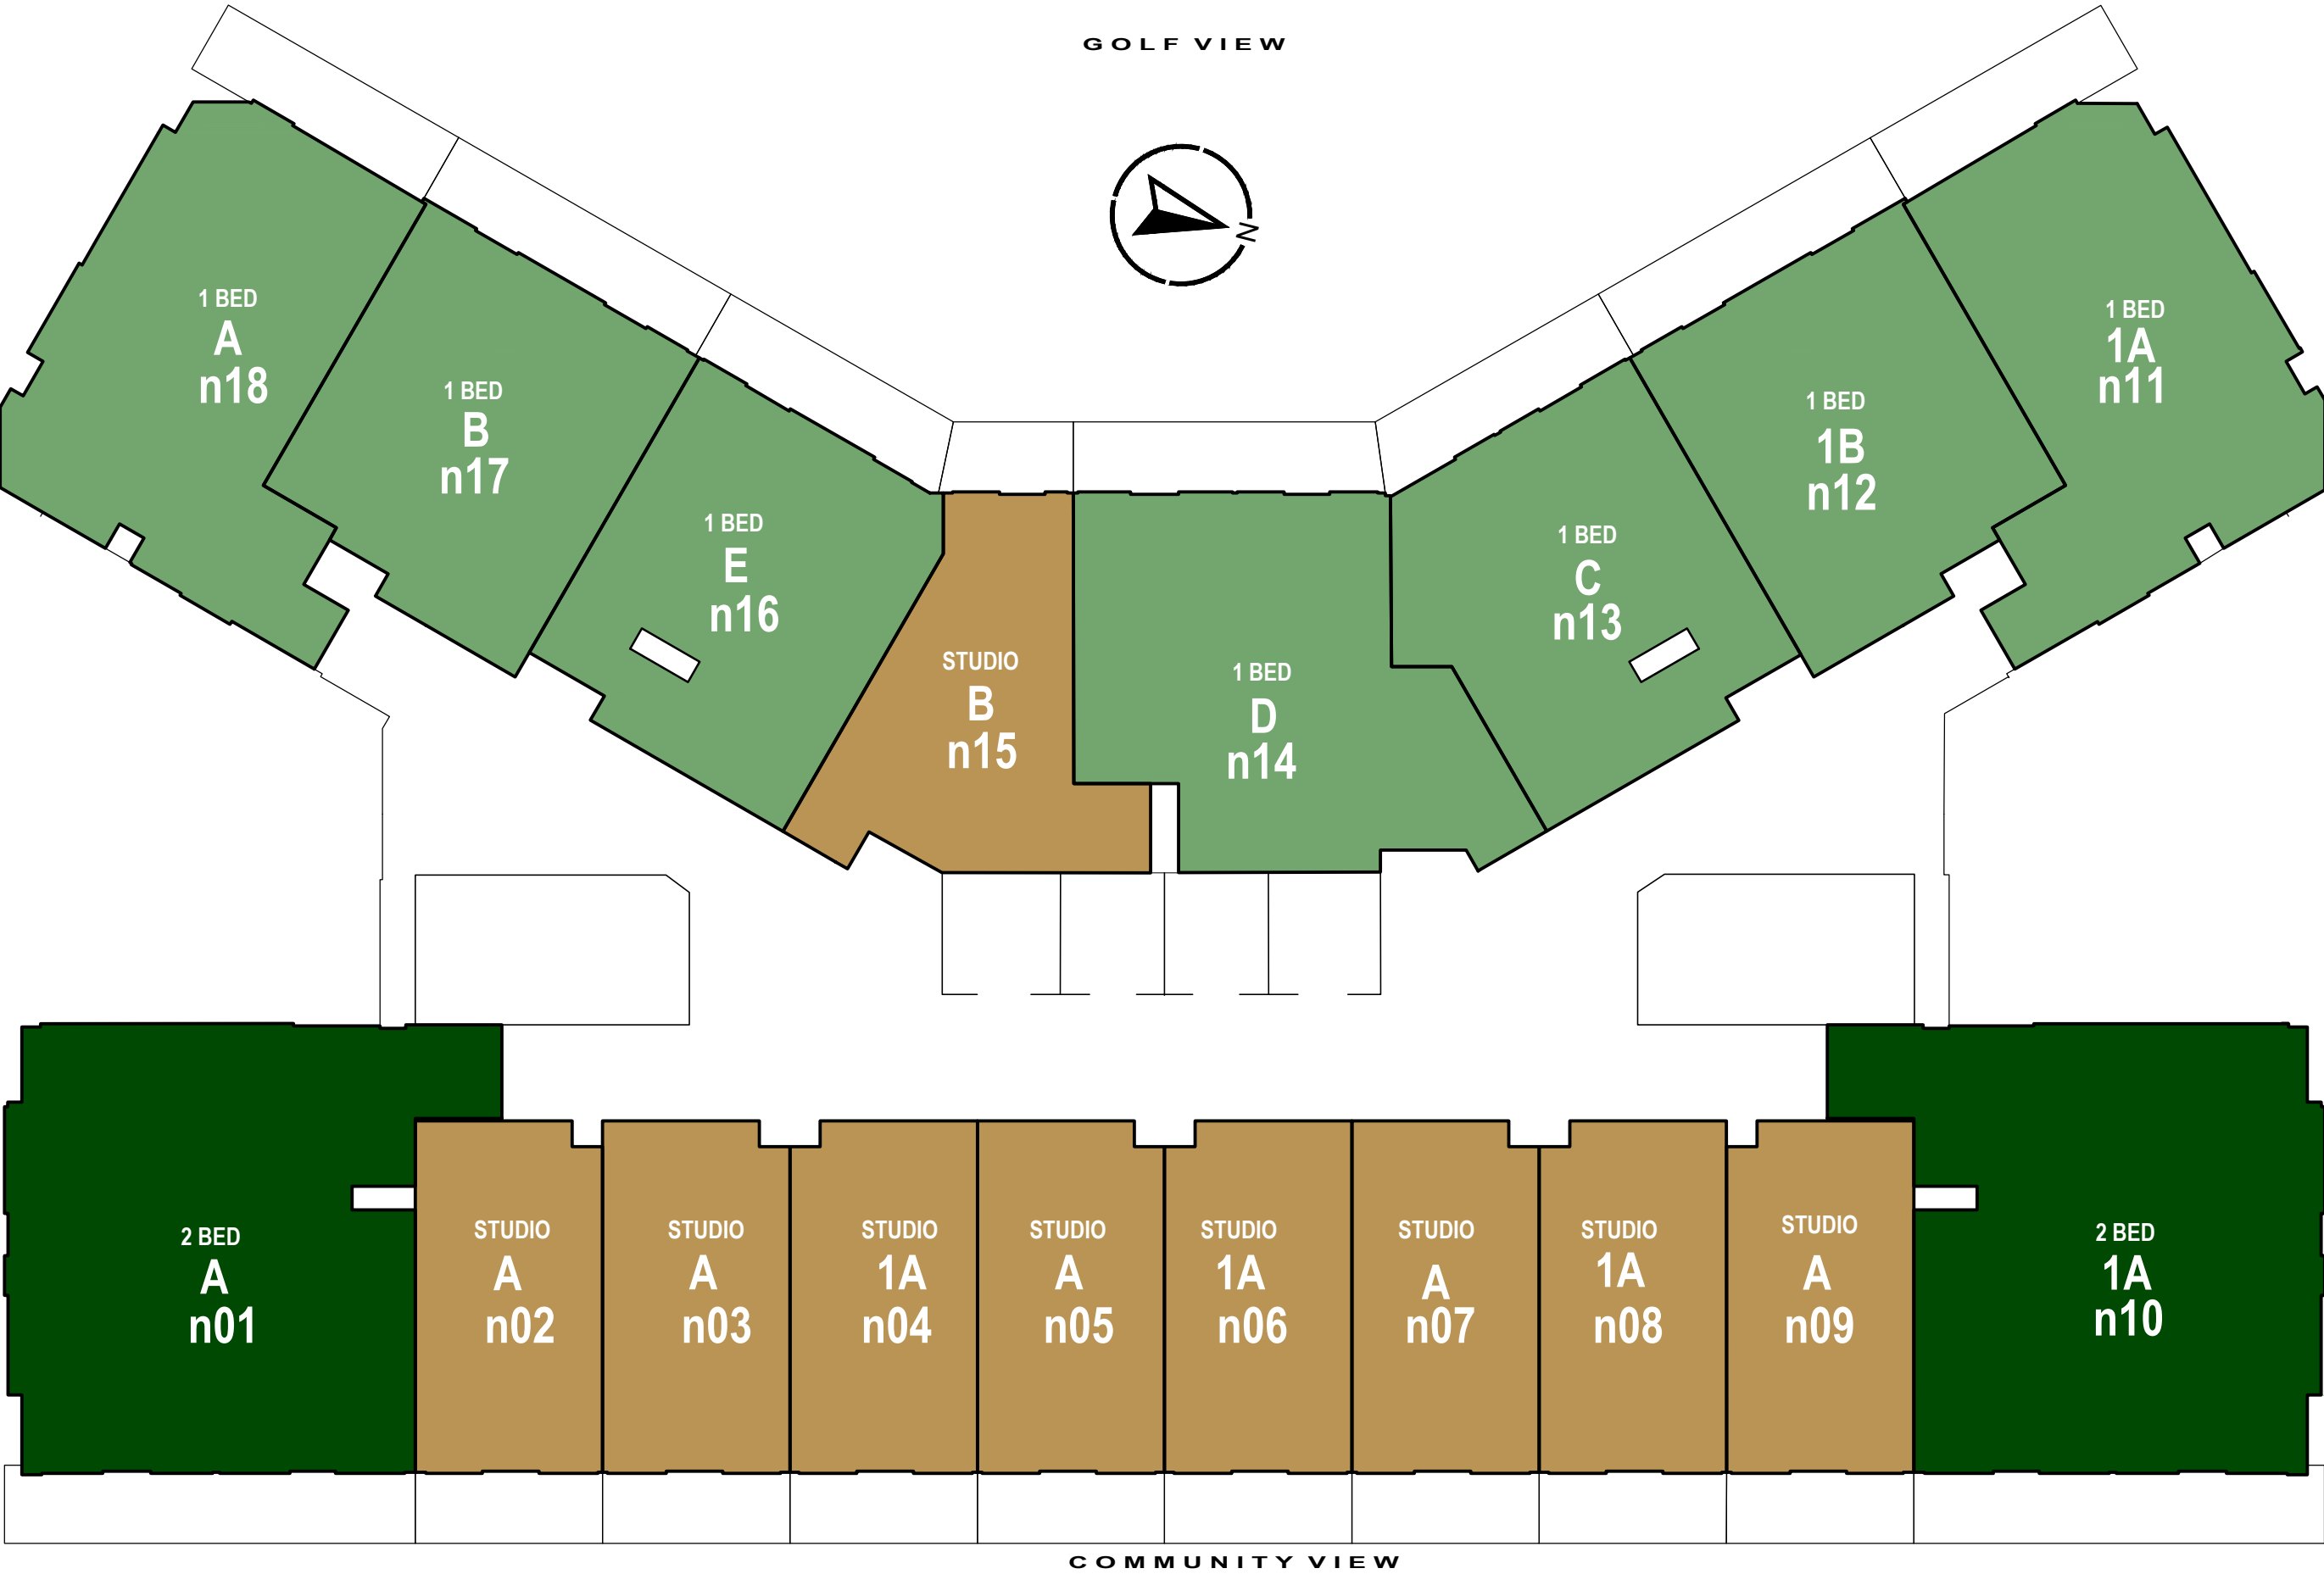 GOLF VIEW
N
1 BED
A
n18
1 BED
B
n17
1 BED
E
n16
STUDIO
B
n15
1 BED
D
n14
1 BED
C
n13
1 BED
1B
n12
1 BED
1A
n11
2 BED
A
n01
STUDIO
A
n02
STUDIO
A
n03
STUDIO
1A
n04
STUDIO
A
n05
STUDIO
1A
n06
STUDIO
A
n07
STUDIO
1A
n08
STUDIO
A
n09
2 BED
1A
n10
COMMUNITY VIEW